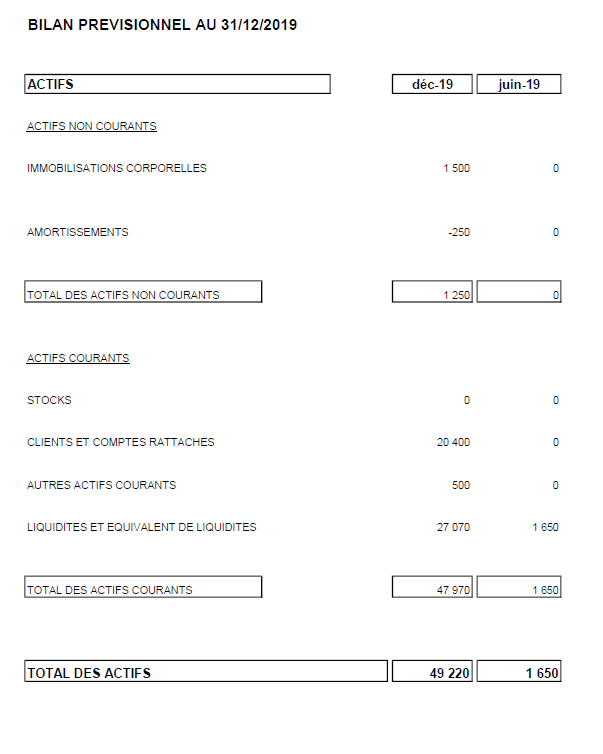 BILAN PREVISIONNEL AU 31/12/2019
ACTIFS déc-19 juin-19
ACTIFS NON COURANTS
IMMOBILISATIONS CORPORELLES 1 500 0
AMORTISSEMENTS -250 0
TOTAL DES ACTIFS NON COURANTS 1 250 0
ACTIFS COURANTS
STOCKS 0 0
CLIENTS ET COMPTES RATTACHES 20 400 0
AUTRES ACTIFS COURANTS 500 0
LIQUIDITES ET EQUIVALENT DE LIQUIDITES 27 070 1 650
TOTAL DES ACTIFS COURANTS 47 970 1 650
TOTAL DES ACTIFS 49 220 1 650